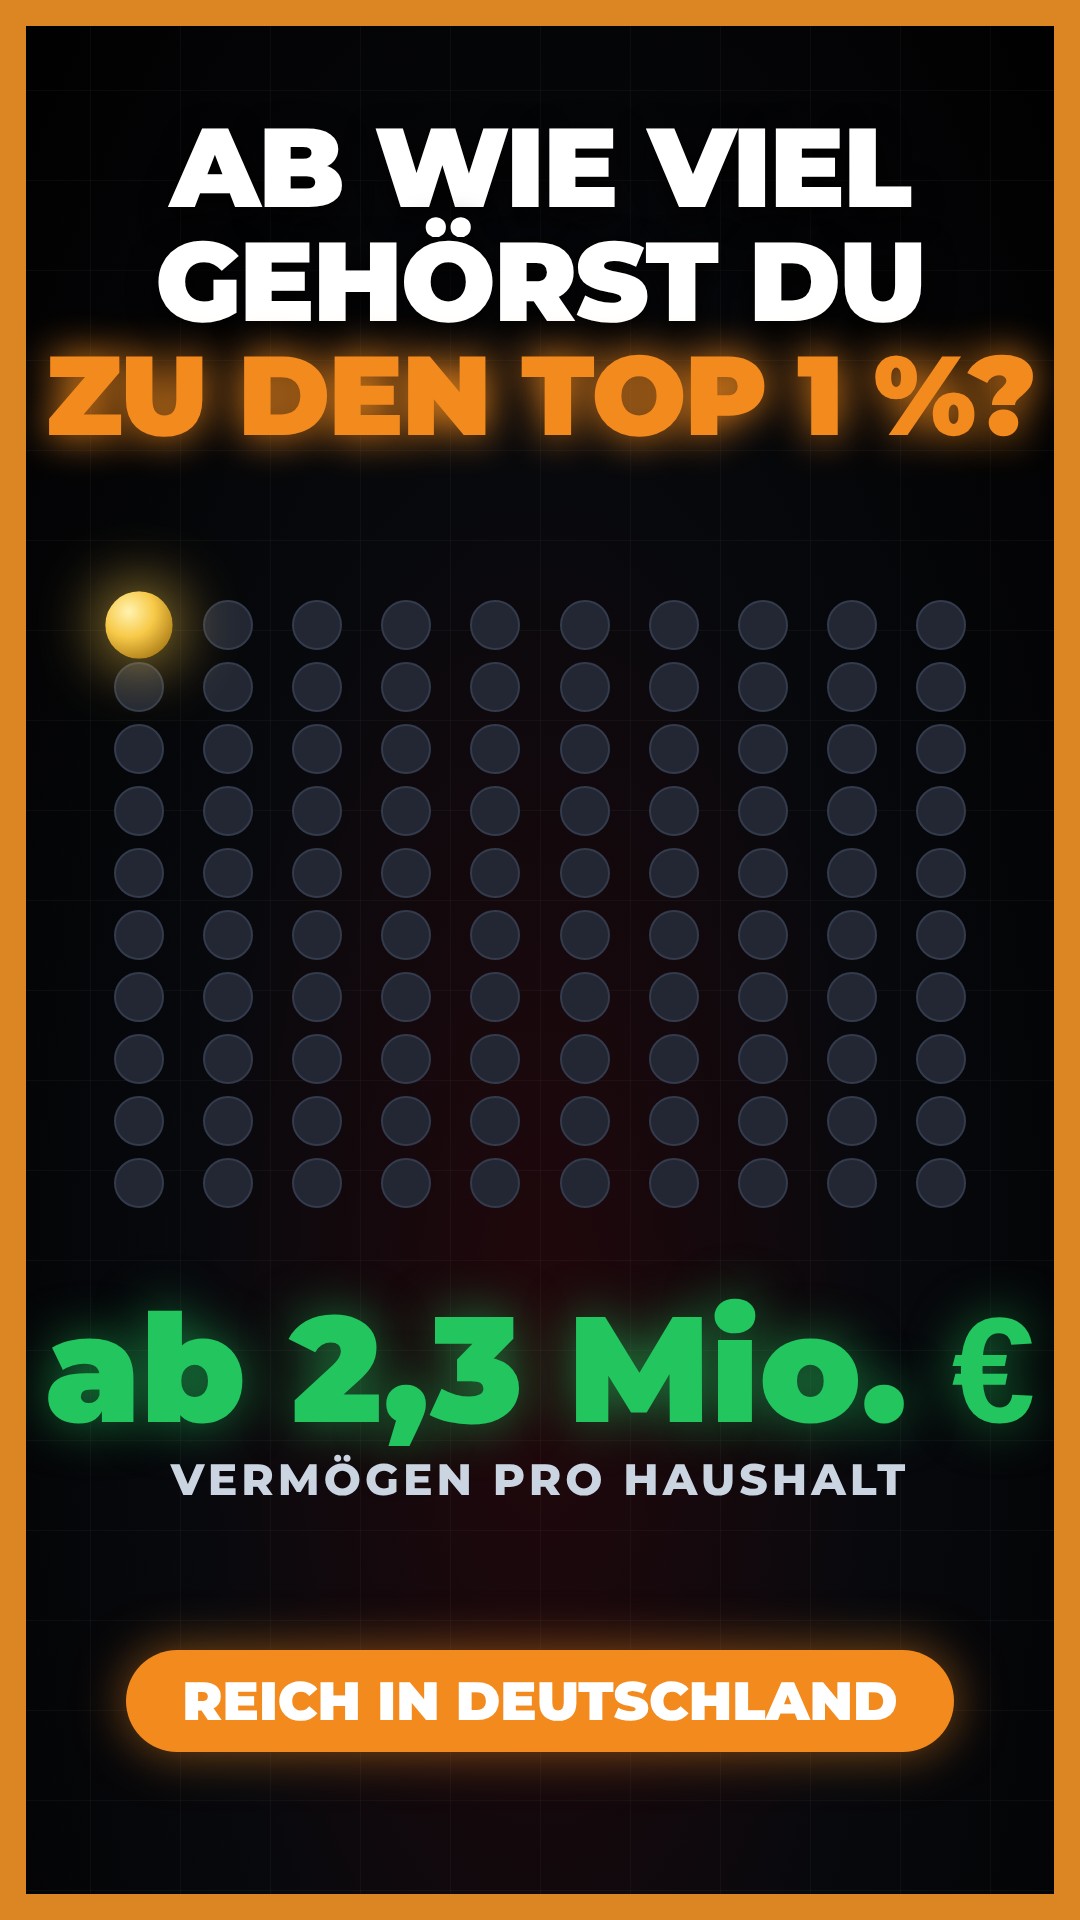 AB WIE VIEL
GEHÖRST DU
ZU DEN TOP 1 %?
ab 2,3 Mio. €
VERMÖGEN PRO HAUSHALT
REICH IN DEUTSCHLAND